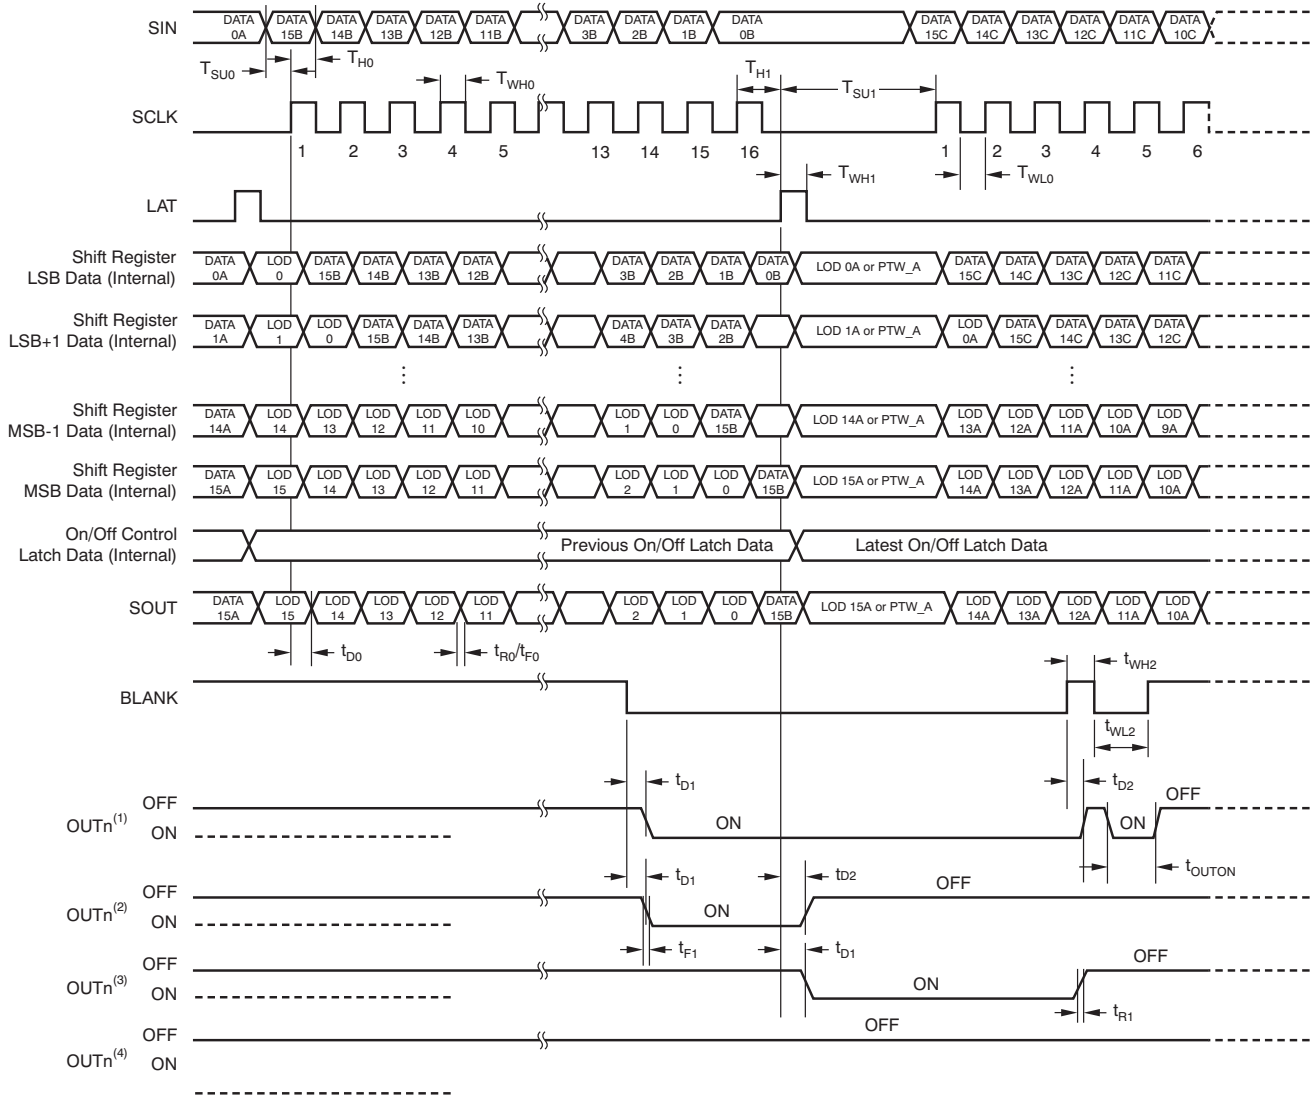 SIN
DATA 0A DATA 15B DATA 14B DATA 13B DATA 12B DATA 11B DATA 3B DATA 2B DATA 1B DATA 0B DATA 15C DATA 14C DATA 13C DATA 12C DATA 11C DATA 10C
TSU0 TH0 TWH0 TH1 TSU1
SCLK
1 2 3 4 5 13 14 15 16 1 2 3 4 5 6
TWH1 TWL0
LAT
Shift Register
LSB Data (Internal)
DATA 0A LOD 0 DATA 15B DATA 14B DATA 13B DATA 12B DATA 3B DATA 2B DATA 1B DATA 0B LOD 0A or PTW_A DATA 15C DATA 14C DATA 13C DATA 12C DATA 11C
Shift Register
LSB+1 Data (Internal)
DATA 1A LOD 1 LOD 0 DATA 15B DATA 14B DATA 13B DATA 4B DATA 3B DATA 2B LOD 1A or PTW_A LOD 0A DATA 15C DATA 14C DATA 13C DATA 12C
Shift Register
MSB-1 Data (Internal)
DATA 14A LOD 14 LOD 13 LOD 12 LOD 11 LOD 10 LOD 1 LOD 0 DATA 15B LOD 14A or PTW_A LOD 13A LOD 12A LOD 11A LOD 10A LOD 9A
Shift Register
MSB Data (Internal)
DATA 15A LOD 15 LOD 14 LOD 13 LOD 12 LOD 11 LOD 2 LOD 1 LOD 0 DATA 15B LOD 15A or PTW_A LOD 14A LOD 13A LOD 12A LOD 11A LOD 10A
On/Off Control
Latch Data (Internal)
Previous On/Off Latch Data Latest On/Off Latch Data
SOUT
DATA 15A LOD 15 LOD 14 LOD 13 LOD 12 LOD 11 LOD 2 LOD 1 LOD 0 DATA 15B LOD 15A or PTW_A LOD 14A LOD 13A LOD 12A LOD 11A LOD 10A
tD0 tR0/tF0 tWH2
BLANK
tWL2
tD1 tD2
OFF OFF
OUTn(1)
ON ON ON
tD1 tD2 tOUTON
OFF OFF
OUTn(2)
ON ON
tF1 tD1
OFF OFF
OUTn(3)
ON ON
tR1
OFF OFF
OUTn(4)
ON